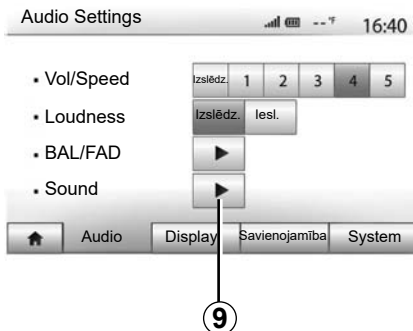 Audio Settings -- °F 16:40
• Vol/Speed Izslēdz. 1 2 3 4 5
• Loudness Izslēdz. Iesl.
• BAL/FAD
• Sound
Audio Display Savienojamība System
9